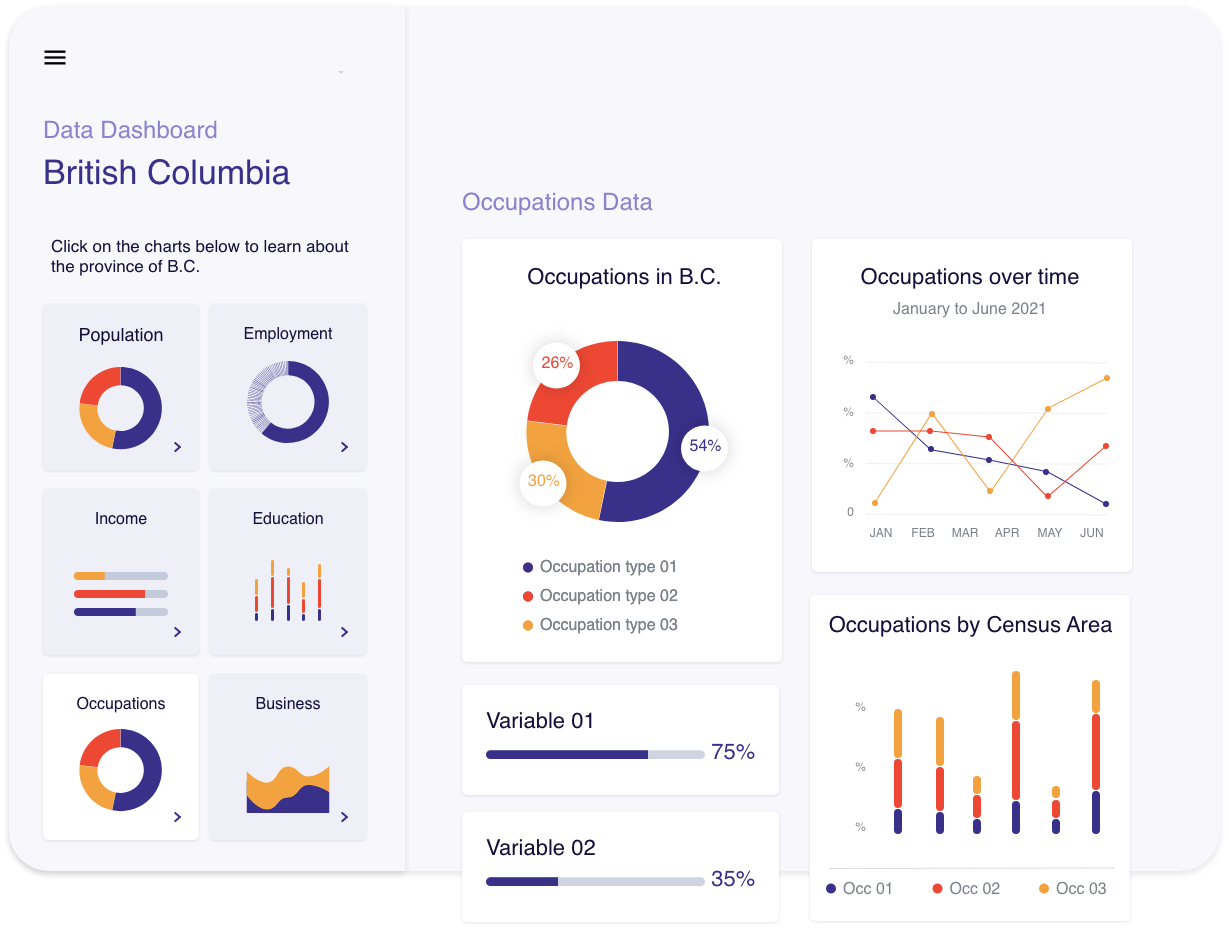 Data Dashboard
British Columbia
Click on the charts below to learn about
the province of B.C.
Population
Employment
Income
Education
Occupations
Business
Occupations Data
Occupations in B.C.
26%
54%
30%
Occupation type 01
Occupation type 02
Occupation type 03
Variable 01
75%
Variable 02
35%
Occupations over time
January to June 2021
%
%
%
0
JAN FEB MAR APR MAY JUN
Occupations by Census Area
%
%
%
Occ 01 Occ 02 Occ 03